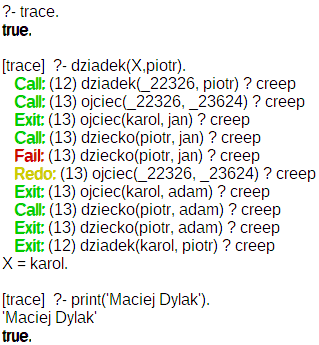 ?- trace.
true.
[trace]  ?- dziadek(X,piotr).
Call: (12) dziadek(_22326, piotr) ? creep
Call: (13) ojciec(_22326, _23624) ? creep
Exit: (13) ojciec(karol, jan) ? creep
Call: (13) dziecko(piotr, jan) ? creep
Fail: (13) dziecko(piotr, jan) ? creep
Redo: (13) ojciec(_22326, _23624) ? creep
Exit: (13) ojciec(karol, adam) ? creep
Call: (13) dziecko(piotr, adam) ? creep
Exit: (13) dziecko(piotr, adam) ? creep
Exit: (12) dziadek(karol, piotr) ? creep
X = karol.
[trace]  ?- print('Maciej Dylak').
'Maciej Dylak'
true.